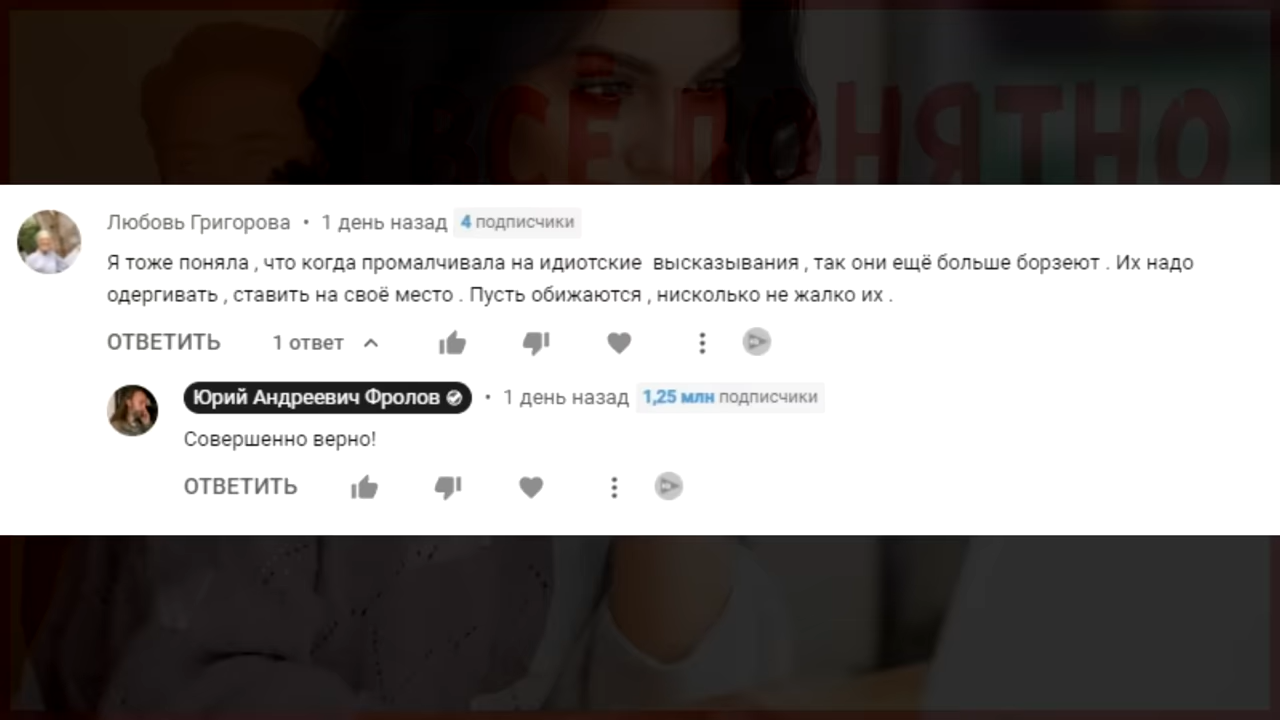 ВСЕ ПОНЯТНО
Любовь Григорова • 1 день назад 4 подписчики
Я тоже поняла , что когда промалчивала на идиотские  высказывания , так они ещё больше борзеют . Их надо
одергивать , ставить на своё место . Пусть обижаются , нисколько не жалко их .
ОТВЕТИТЬ 1 ответ
Юрий Андреевич Фролов • 1 день назад 1,25 млн подписчики
Совершенно верно!
ОТВЕТИТЬ